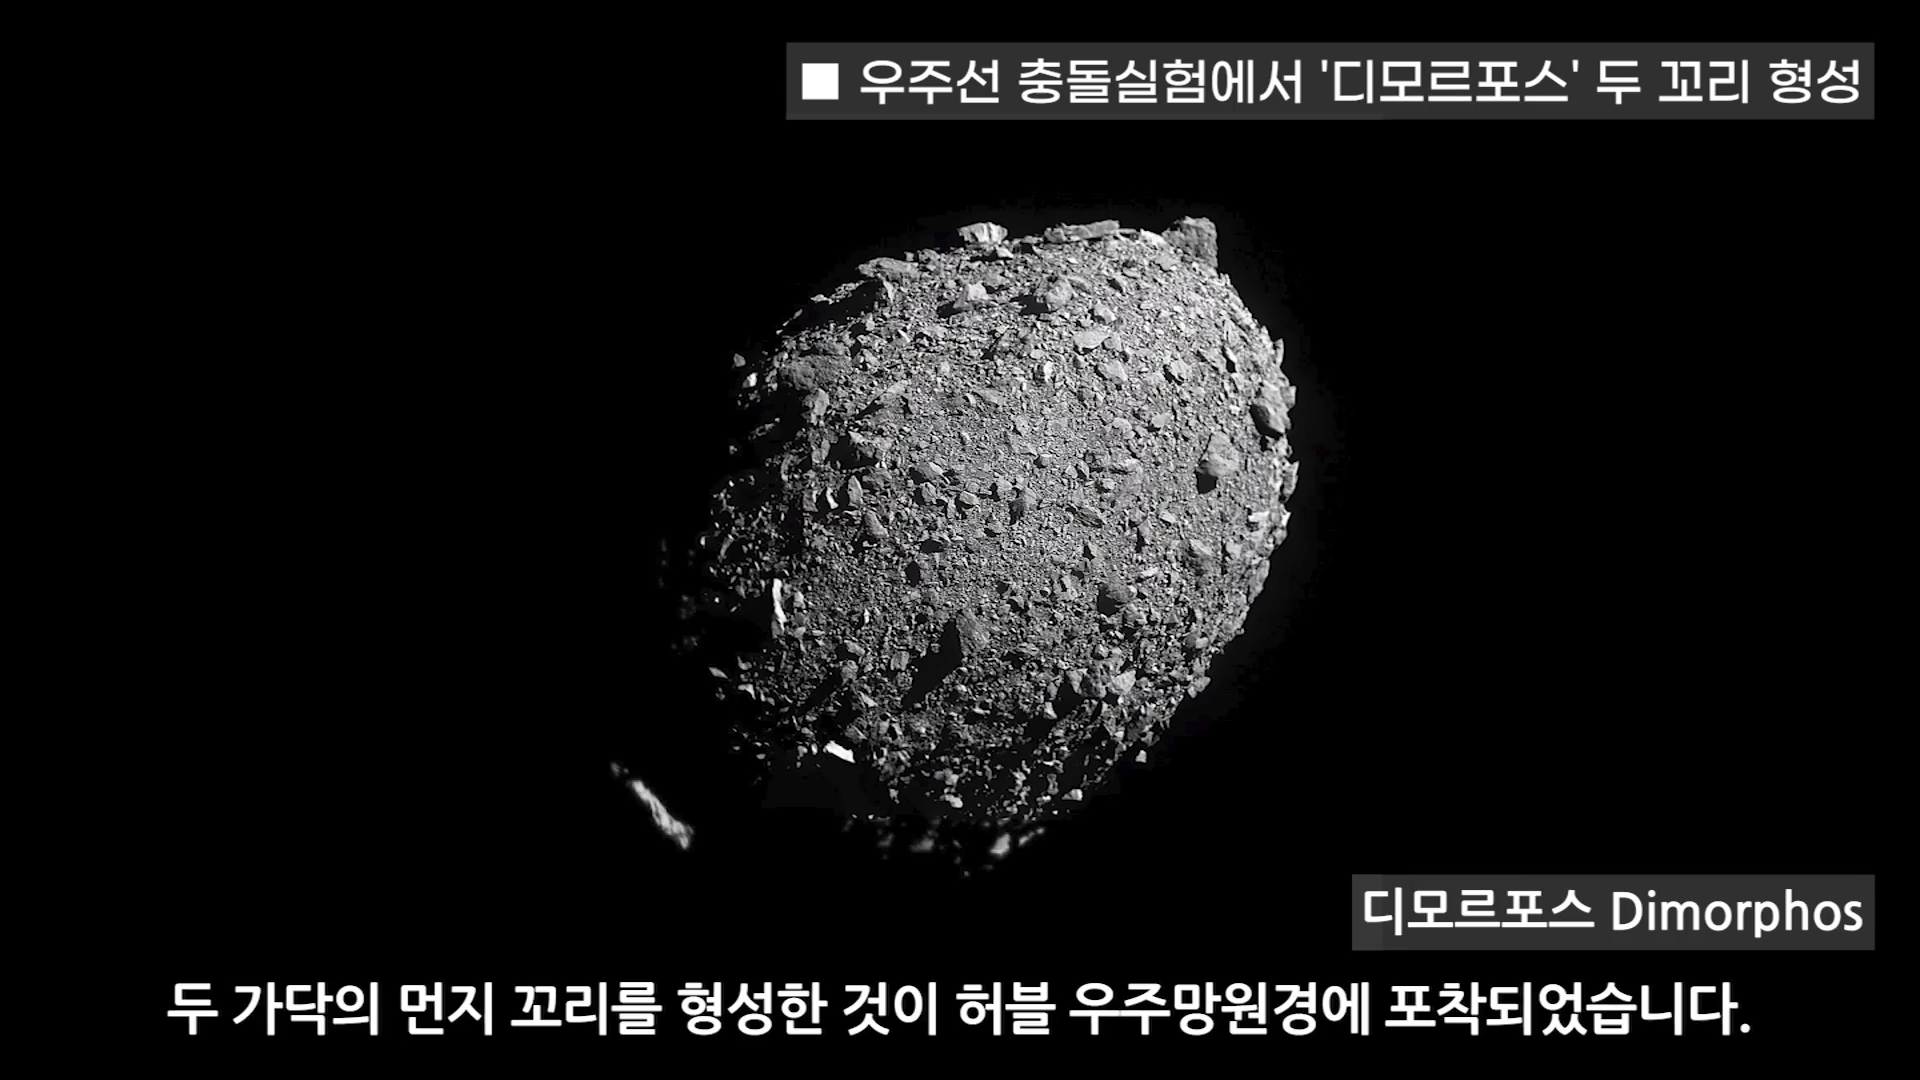 ■ 우주선 충돌실험에서 '디모르포스' 두 꼬리 형성
디모르포스 Dimorphos
두 가닥의 먼지 꼬리를 형성한 것이 허블 우주망원경에 포착되었습니다.